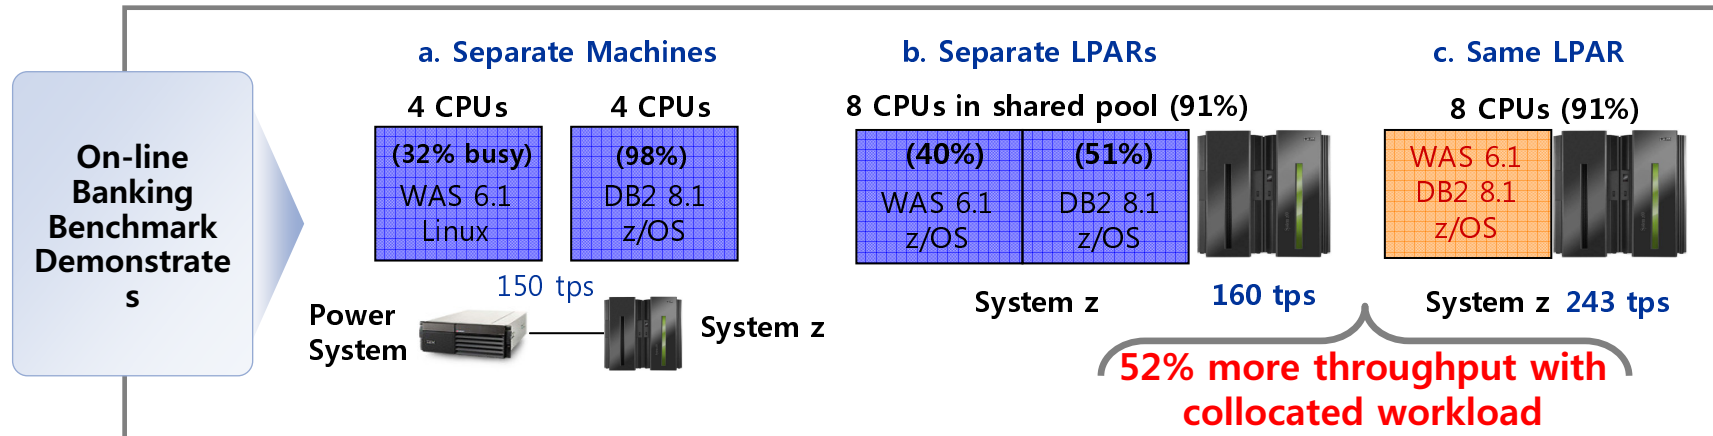 On-line
Banking
Benchmark
Demonstrate
s
a. Separate Machines
4 CPUs
4 CPUs
(32% busy)
WAS 6.1
Linux
(98%)
DB2 8.1
z/OS
150 tps
Power
System
System z
b. Separate LPARs
8 CPUs in shared pool (91%)
(40%)
WAS 6.1
z/OS
(51%)
DB2 8.1
z/OS
System z
160 tps
c. Same LPAR
8 CPUs (91%)
WAS 6.1
DB2 8.1
z/OS
System z 243 tps
52% more throughput with
collocated workload